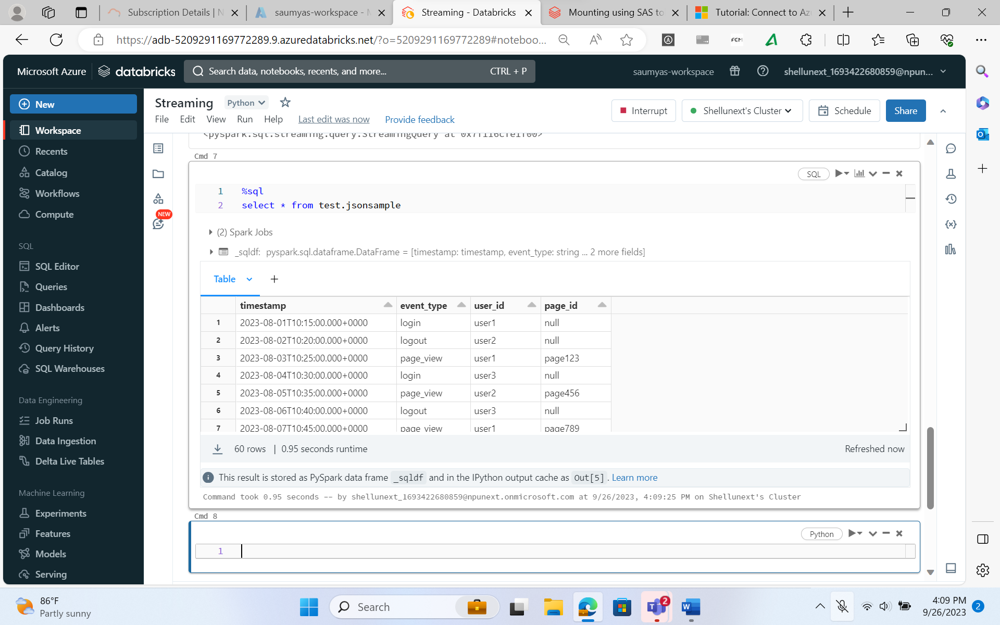 Subscription Details | N
saumyas-workspace - M
Streaming - Databricks
Mounting using SAS to
Tutorial: Connect to Az
https://adb-5209291169772289.9.azuredatabricks.net/?o=5209291169772289#noteboo...
Microsoft Azure
databricks
Search data, notebooks, recents, and more...
CTRL + P
saumyas-workspace
shellunext_1693422680859@npun...
New
Workspace
Recents
Catalog
Workflows
Compute
SQL
SQL Editor
Queries
Dashboards
Alerts
Query History
SQL Warehouses
Data Engineering
Job Runs
Data Ingestion
Delta Live Tables
Machine Learning
Experiments
Features
Models
Serving
Streaming
Python
File Edit View Run Help Last edit was now Provide feedback
Interrupt
Shellunext's Cluster
Schedule
Share
NEW
Cmd 7
SQL
1 %sql
2 select * from test.jsonsample
(2) Spark Jobs
_sqldf: pyspark.sql.dataframe.DataFrame = [timestamp: timestamp, event_type: string ... 2 more fields]
Table
timestamp event_type user_id page_id
1 2023-08-01T10:15:00.000+0000 login user1 null
2 2023-08-02T10:20:00.000+0000 logout user2 null
3 2023-08-03T10:25:00.000+0000 page_view user1 page123
4 2023-08-04T10:30:00.000+0000 login user3 null
5 2023-08-05T10:35:00.000+0000 page_view user2 page456
6 2023-08-06T10:40:00.000+0000 logout user3 null
7 2023-08-07T10:45:00.000+0000 page_view user1 page789
60 rows | 0.95 seconds runtime
Refreshed now
This result is stored as PySpark data frame _sqldf and in the IPython output cache as Out[5] . Learn more
Command took 0.95 seconds -- by shellunext_1693422680859@npunext.onmicrosoft.com at 9/26/2023, 4:09:25 PM on Shellunext's Cluster
Cmd 8
Python
1
86°F
Partly sunny
Search
2
4:09 PM
9/26/2023
2